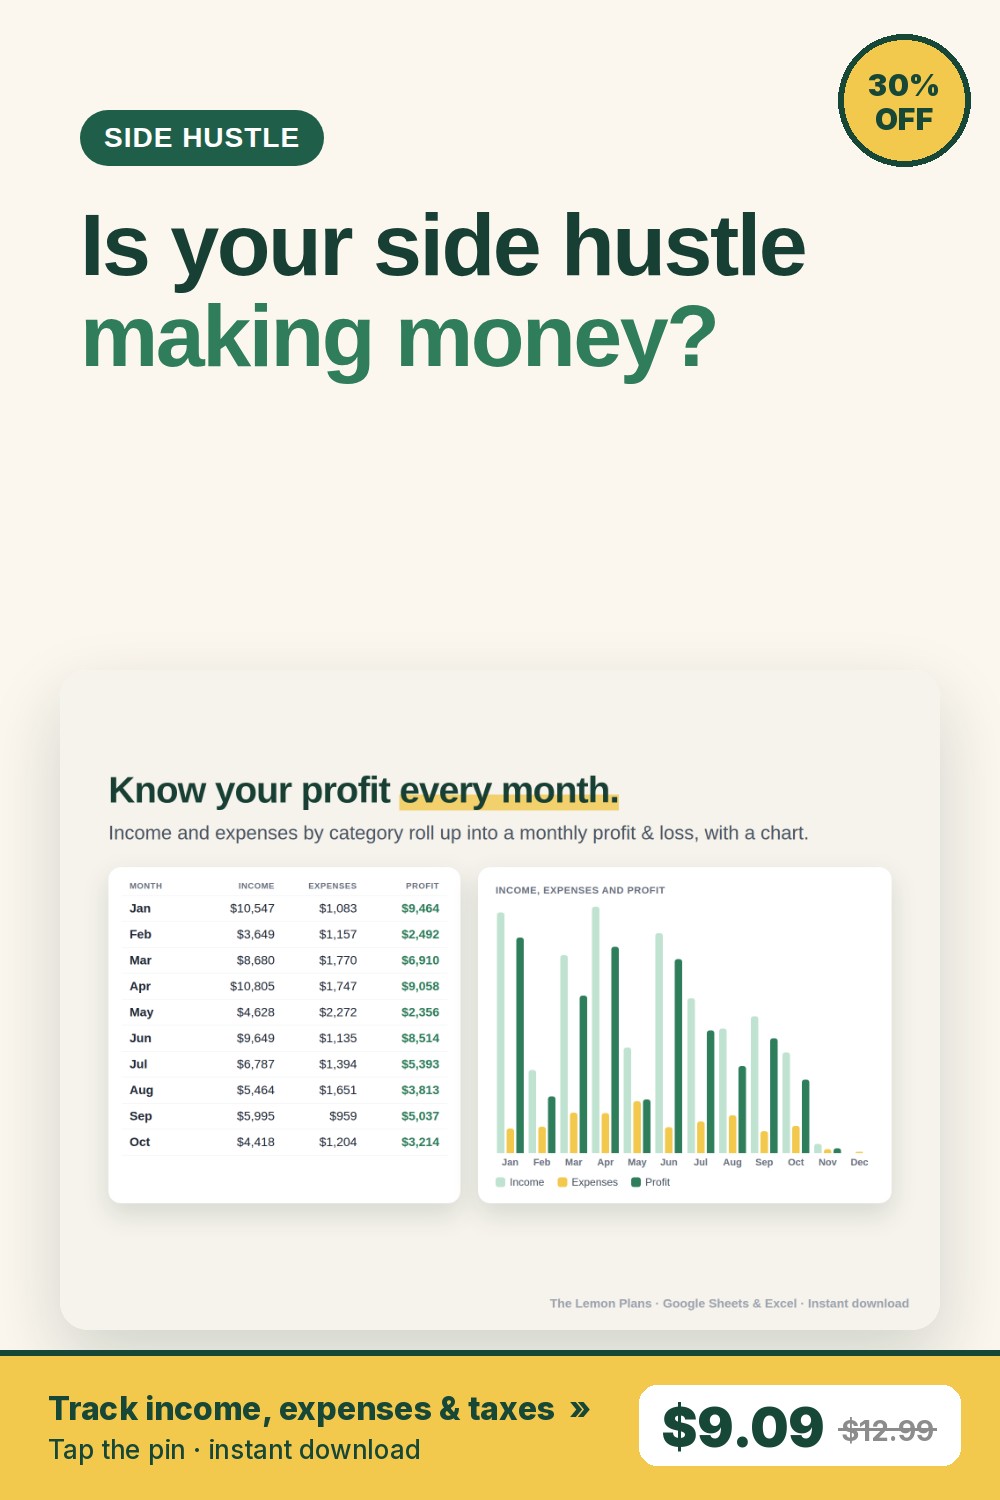 30%
OFF
SIDE HUSTLE
Is your side hustle
making money?
Know your profit every month.
Income and expenses by category roll up into a monthly profit & loss, with a chart.
MONTH INCOME EXPENSES PROFIT
Jan $10,547 $1,083 $9,464
Feb $3,649 $1,157 $2,492
Mar $8,680 $1,770 $6,910
Apr $10,805 $1,747 $9,058
May $4,628 $2,272 $2,356
Jun $9,649 $1,135 $8,514
Jul $6,787 $1,394 $5,393
Aug $5,464 $1,651 $3,813
Sep $5,995 $959 $5,037
Oct $4,418 $1,204 $3,214
INCOME, EXPENSES AND PROFIT
Jan Feb Mar Apr May Jun Jul Aug Sep Oct Nov Dec
Income Expenses Profit
The Lemon Plans · Google Sheets & Excel · Instant download
Track income, expenses & taxes »
Tap the pin · instant download
$9.09 $12.99